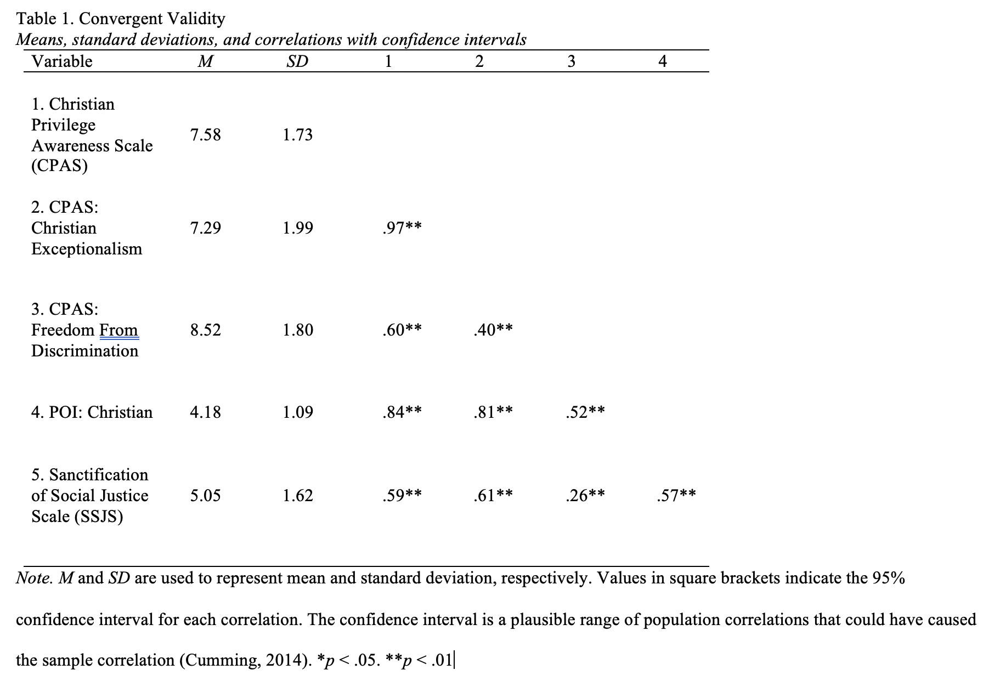 Table 1. Convergent Validity
Means, standard deviations, and correlations with confidence intervals
Variable M SD 1 2 3 4
1. Christian
Privilege
Awareness Scale
(CPAS)
7.58 1.73
2. CPAS:
Christian
Exceptionalism
7.29 1.99 .97**
3. CPAS:
Freedom From
Discrimination
8.52 1.80 .60** .40**
4. POI: Christian 4.18 1.09 .84** .81** .52**
5. Sanctification
of Social Justice
Scale (SSJS)
5.05 1.62 .59** .61** .26** .57**
Note. M and SD are used to represent mean and standard deviation, respectively. Values in square brackets indicate the 95%
confidence interval for each correlation. The confidence interval is a plausible range of population correlations that could have caused
the sample correlation (Cumming, 2014). *p < .05. **p < .01